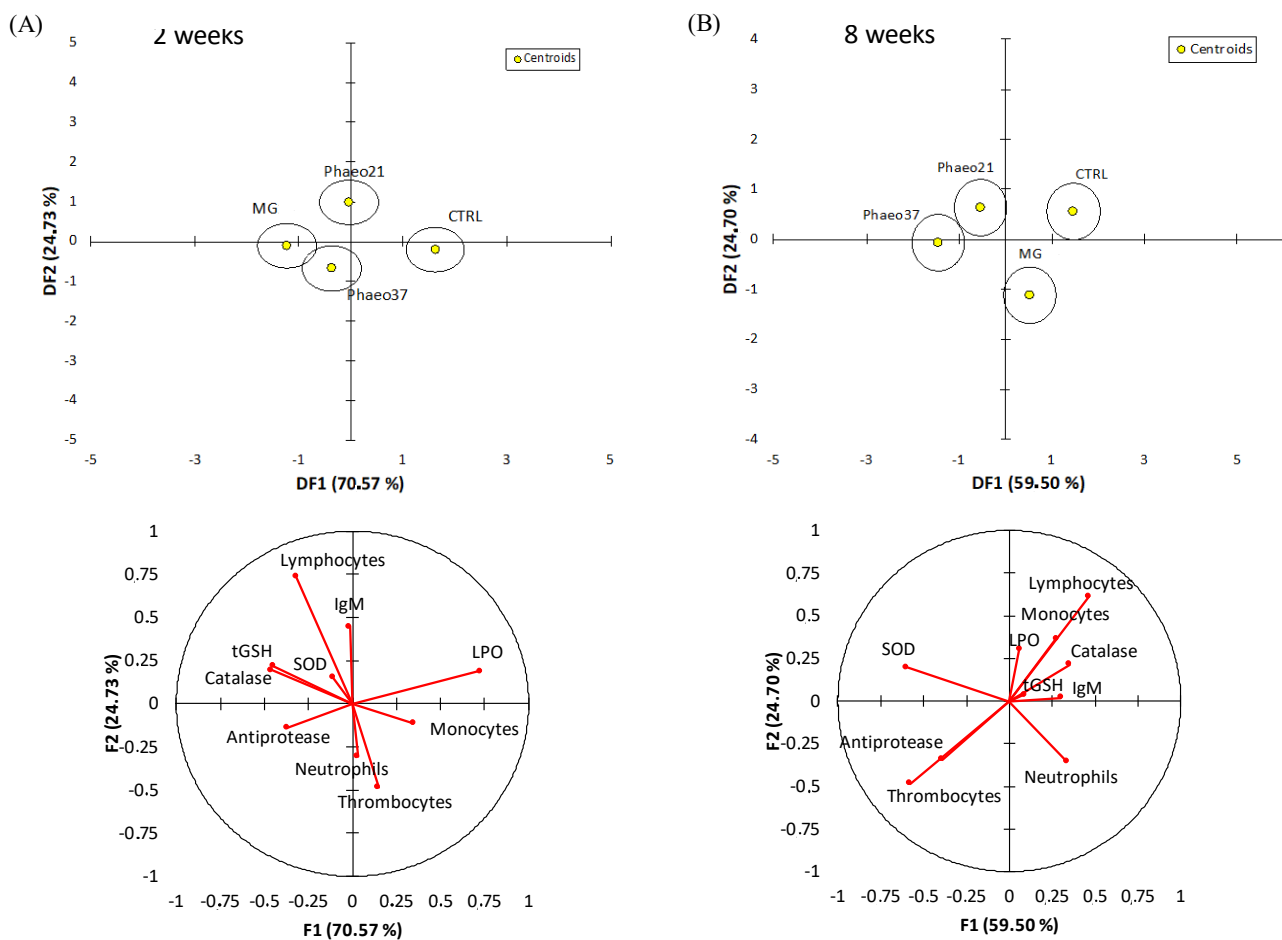 (A)
2 weeks
5
4
3
2
1
0
-1
-2
-3
-4
-5
-5
-3
-1
1
3
5
DF2 (24.73 %)
DF1 (70.57 %)
Centroids
Phaeo21
MG
CTRL
Phaeo37
(B)
8 weeks
4
3
2
1
0
-1
-2
-3
-4
-5
-3
-1
1
3
5
DF2 (24.70 %)
DF1 (59.50 %)
Centroids
Phaeo21
CTRL
Phaeo37
MG
1
0.75
0.5
0.25
0
-0.25
-0.5
-0.75
-1
-1
-0.75
-0.5
-0.25
0
0.25
0.5
0.75
1
F2 (24.73 %)
F1 (70.57 %)
Lymphocytes
IgM
tGSH
SOD
LPO
Catalase
Antiprotease
Monocytes
Neutrophils
Thrombocytes
1
0.75
0.5
0.25
0
-0.25
-0.5
-0.75
-1
-1
-0.75
-0.5
-0.25
0
0.25
0.5
0.75
1
F2 (24.70 %)
F1 (59.50 %)
Lymphocytes
Monocytes
LPO
Catalase
SOD
tGSH
IgM
Antiprotease
Neutrophils
Thrombocytes